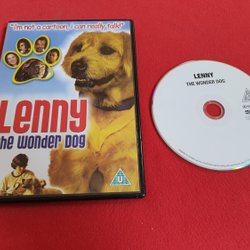 "I'm not a cartoon, I can really talk!"
Lenny
the Wonder Dog
U
LENNY
THE WONDER DOG